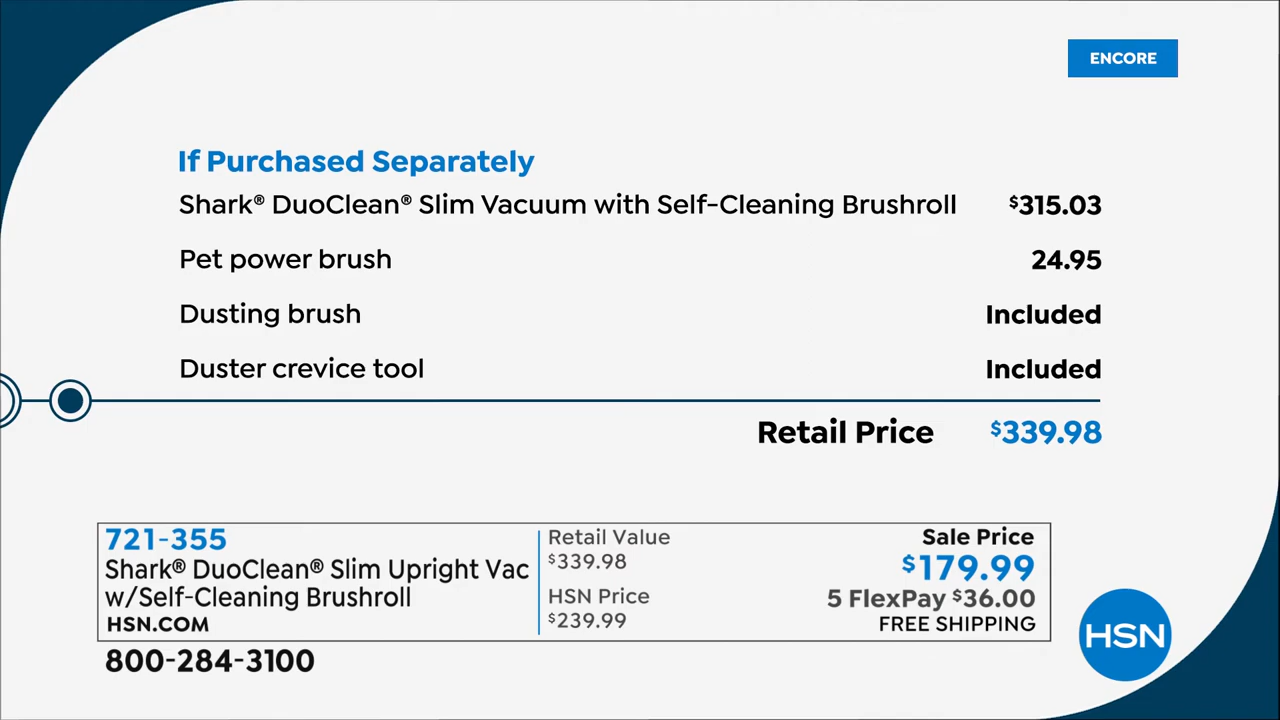 ENCORE
If Purchased Separately
Shark® DuoClean® Slim Vacuum with Self-Cleaning Brushroll $315.03
Pet power brush 24.95
Dusting brush Included
Duster crevice tool Included
Retail Price $339.98
721-355
Shark® DuoClean® Slim Upright Vac
w/Self-Cleaning Brushroll
HSN.COM
Retail Value
$339.98
HSN Price
$239.99
Sale Price
$179.99
5 FlexPay $36.00
FREE SHIPPING
HSN
800-284-3100